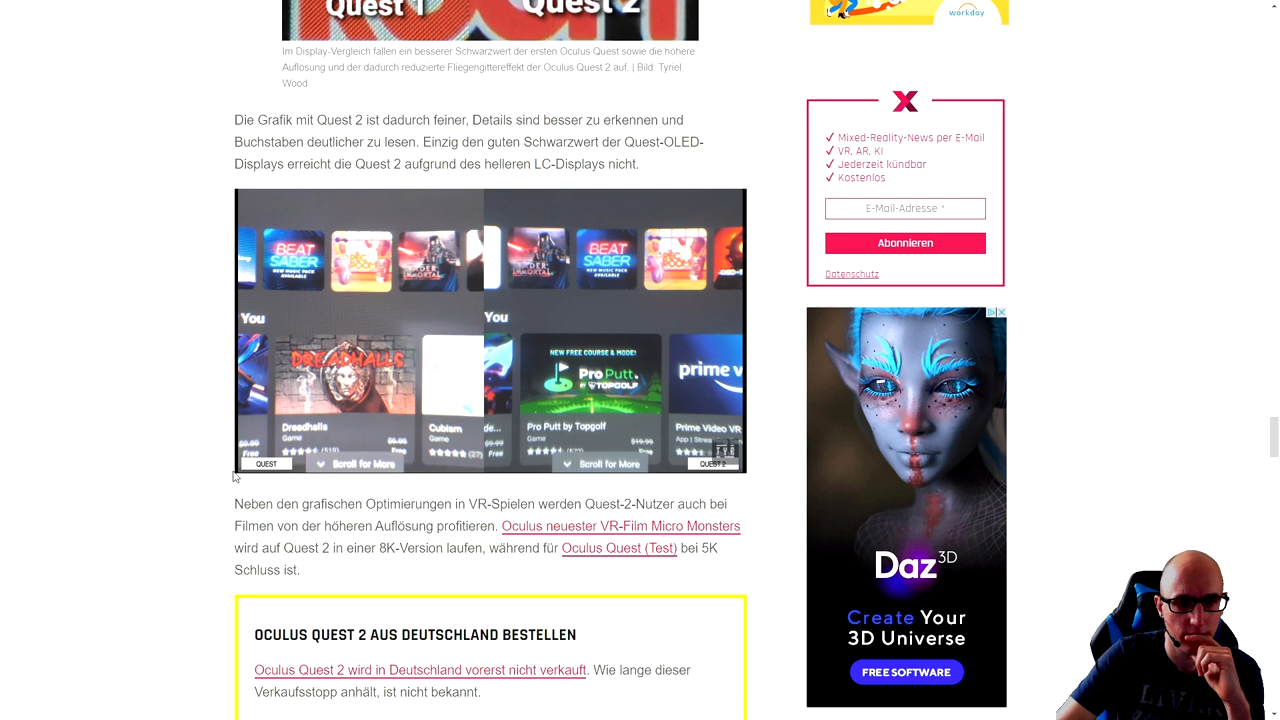 Quest 1
Quest 2
Im Display-Vergleich fallen ein besserer Schwarzwert der ersten Oculus Quest sowie die höhere
Auflösung und der dadurch reduzierte Fliegengittereffekt der Oculus Quest 2 auf. | Bild: Tyriel
Wood
Die Grafik mit Quest 2 ist dadurch feiner, Details sind besser zu erkennen und
Buchstaben deutlicher zu lesen. Einzig den guten Schwarzwert der Quest-OLED-
Displays erreicht die Quest 2 aufgrund des helleren LC-Displays nicht.
BEAT
SABER
NEW MUSIC PACK
AVAILABLE
IMMORTAL
BEAT
SABER
NEW MUSIC PACK
AVAILABLE
You
You
DREADHALLS
NEW FREE COURSE & MODE!
Pro Putt.
BY TOPGOLF
prime v
Dreadhalls
Game
$9.99
Free
Cubism
Game
Pro Putt by Topgolf
Game
$19.99
Free
Prime Video VR
App | Strea
Scroll for More
Scroll for More
QUEST
QUEST 2
Neben den grafischen Optimierungen in VR-Spielen werden Quest-2-Nutzer auch bei
Filmen von der höheren Auflösung profitieren. Oculus neuester VR-Film Micro Monsters
wird auf Quest 2 in einer 8K-Version laufen, während für Oculus Quest (Test) bei 5K
Schluss ist.
OCULUS QUEST 2 AUS DEUTSCHLAND BESTELLEN
Oculus Quest 2 wird in Deutschland vorerst nicht verkauft. Wie lange dieser
Verkaufsstopp anhält, ist nicht bekannt.
workday
X
✓ Mixed-Reality-News per E-Mail
✓ VR, AR, KI
✓ Jederzeit kündbar
✓ Kostenlos
E-Mail-Adresse *
Abonnieren
Datenschutz
Daz 3D
Create Your
3D Universe
FREE SOFTWARE